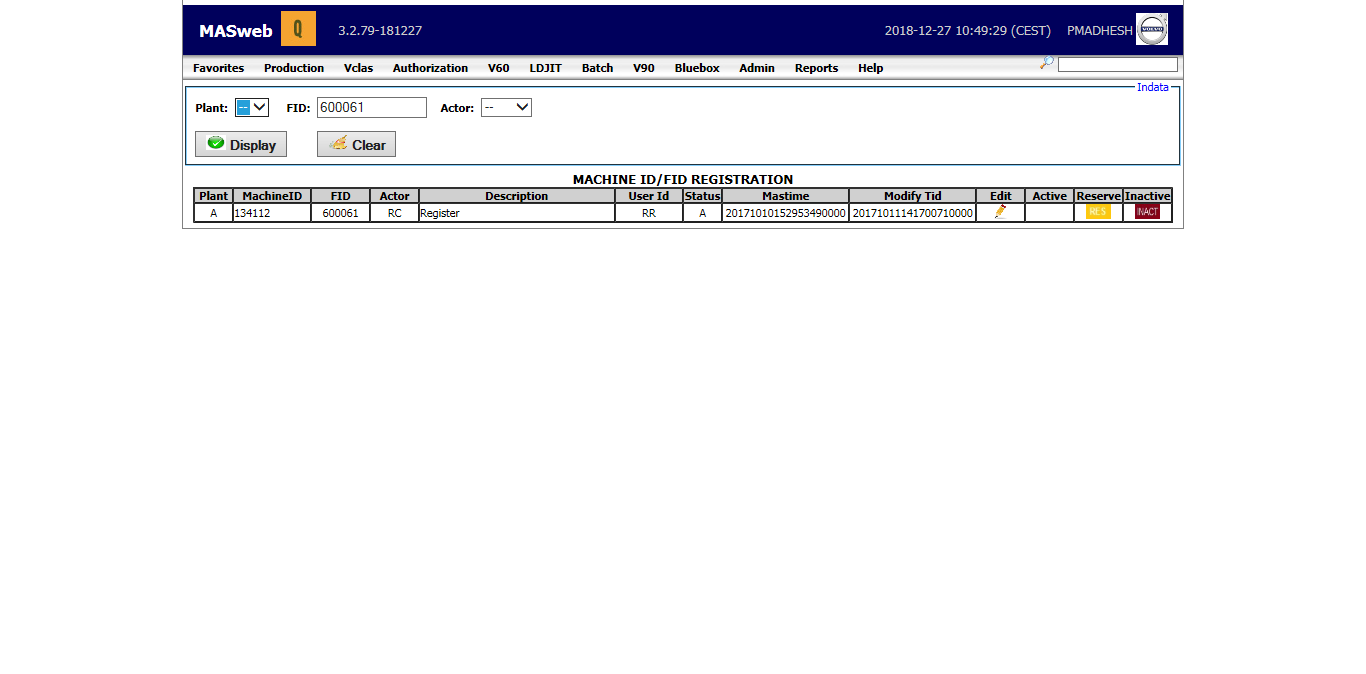 MASweb Q 3.2.79-181227 2018-12-27 10:49:29 (CEST) PMADHESH VOLVO
Favorites Production Vclas Authorization V60 LDJIT Batch V90 Bluebox Admin Reports Help
Indata
Plant: -- FID: 600061 Actor: --
Display Clear
MACHINE ID/FID REGISTRATION
Plant MachineID FID Actor Description User Id Status Mastime Modify Tid Edit Active Reserve Inactive
A 134112 600061 RC Register RR A 20171010152953490000 20171011141700710000 RES INACT